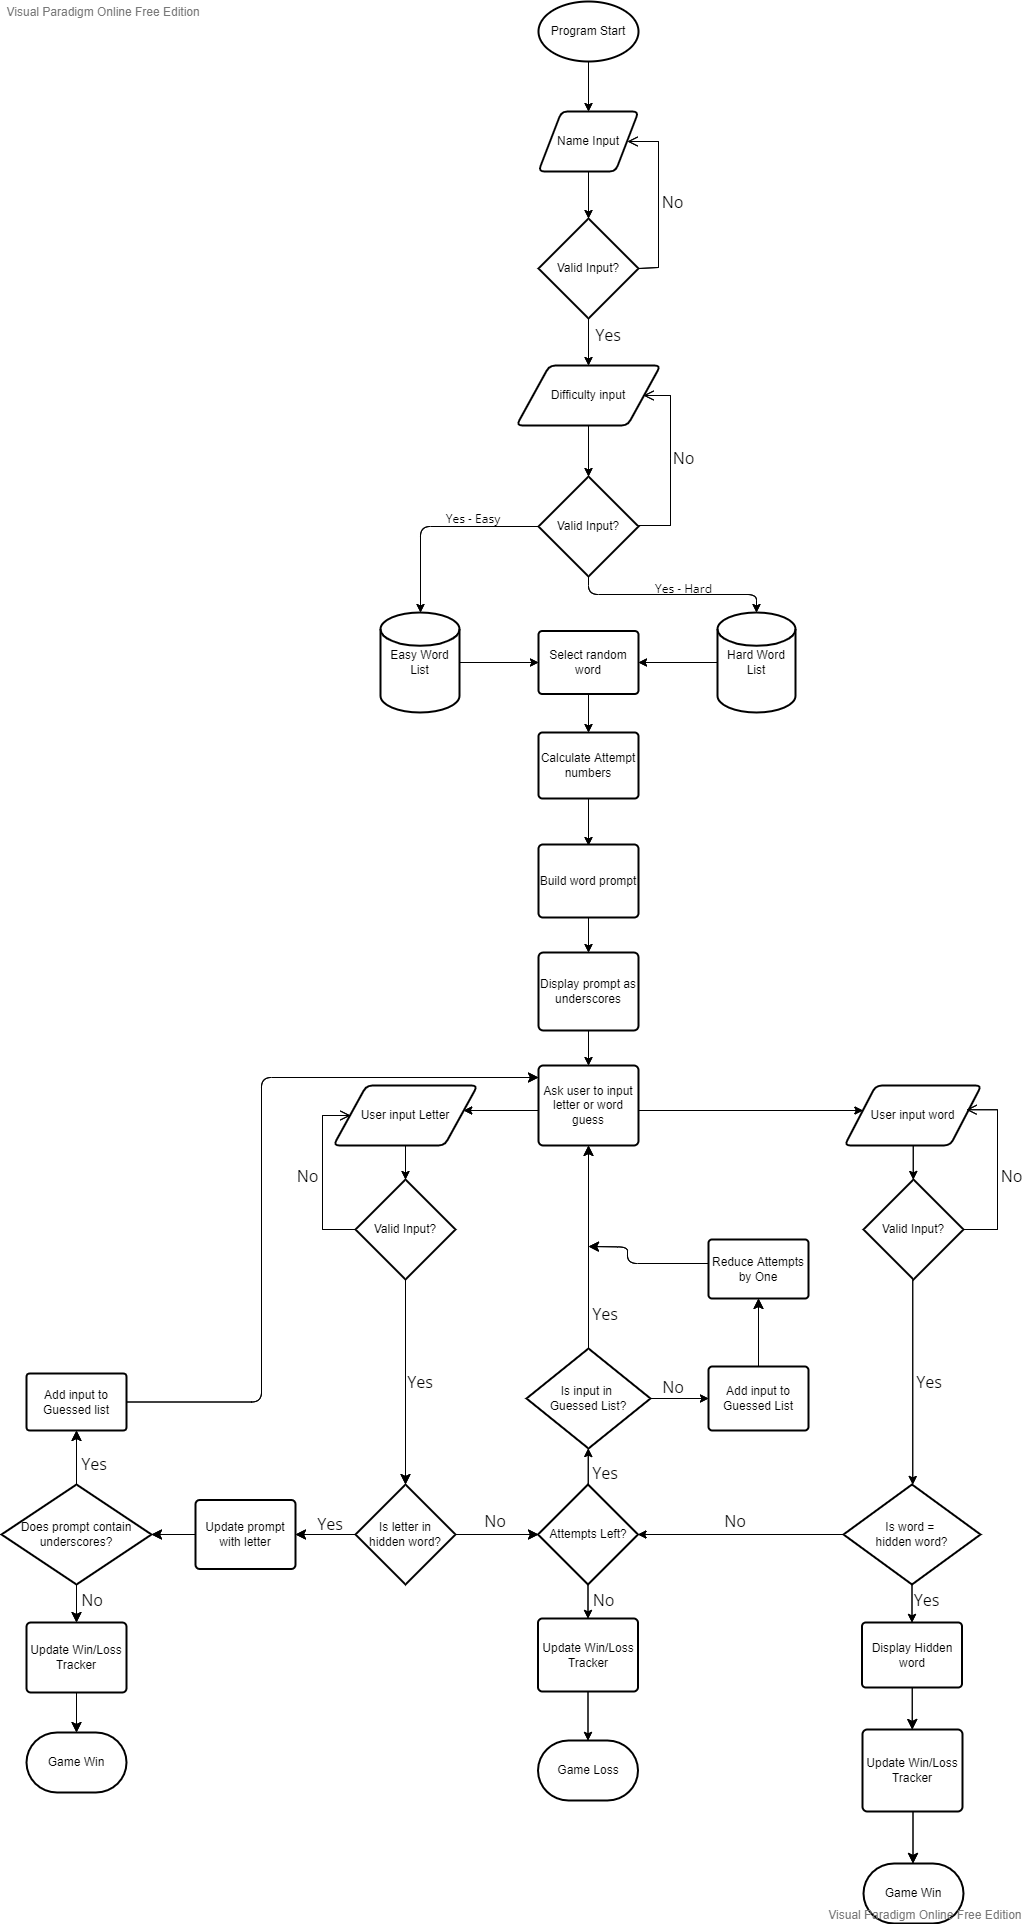 Visual Paradigm Online Free Edition
Program Start
Name Input
No
Valid Input?
Yes
Difficulty input
No
Valid Input?
Yes - Easy
Yes - Hard
Easy Word
List
Select random
word
Hard Word
List
Calculate Attempt
numbers
Build word prompt
Display prompt as
underscores
Ask user to input
letter or word
guess
User input Letter
User input word
No
No
Valid Input?
Valid Input?
Reduce Attempts
by One
Yes
Yes
Yes
Add input to
Guessed list
Is input in
Guessed List?
No
Add input to
Guessed List
Yes
Yes
Does prompt contain
underscores?
Update prompt
with letter
Yes
Is letter in
hidden word?
No
Attempts Left?
No
Is word =
hidden word?
No
No
Yes
Update Win/Loss
Tracker
Update Win/Loss
Tracker
Display Hidden
word
Game Win
Game Loss
Update Win/Loss
Tracker
Game Win
Visual Paradigm Online Free Edition